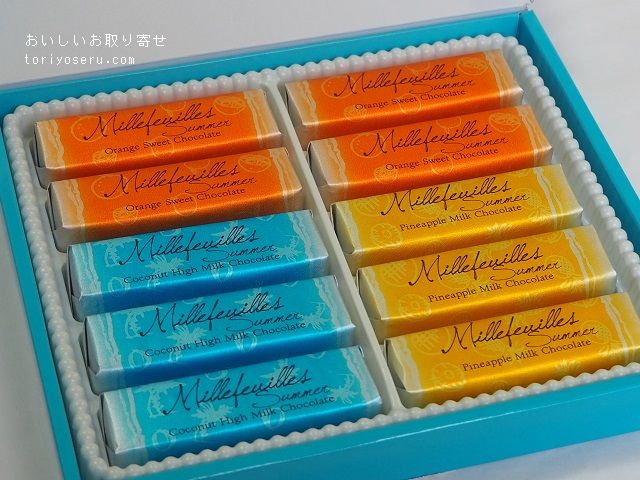 おいしいお取り寄せ
toriyoseru.com
Millefeuilles
Summer
Orange Sweet Chocolate
Millefeuilles
Summer
Orange Sweet Chocolate
Millefeuilles
Summer
Coconut High Milk Chocolate
Millefeuilles
Summer
Coconut High Milk Chocolate
Millefeuilles
Summer
Coconut High Milk Chocolate
Millefeuilles
Summer
Orange Sweet Chocolate
Millefeuilles
Summer
Orange Sweet Chocolate
Millefeuilles
Summer
Pineapple Milk Chocolate
Millefeuilles
Summer
Pineapple Milk Chocolate
Millefeuilles
Summer
Pineapple Milk Chocolate